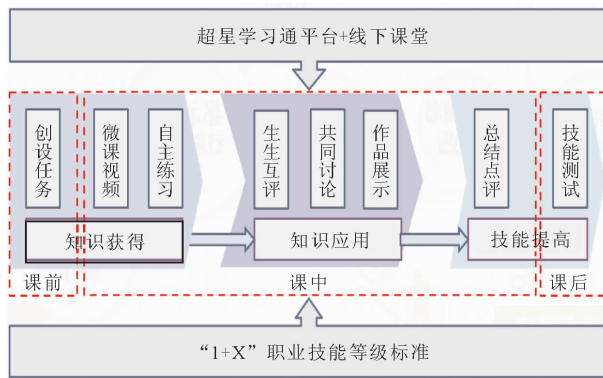 超星学习通平台+线下课堂
创设任务
微课视频
自主练习
生生互评
共同讨论
作品展示
总结点评
技能测试
知识获得
知识应用
技能提高
课前
课中
课后
“1+X”职业技能等级标准